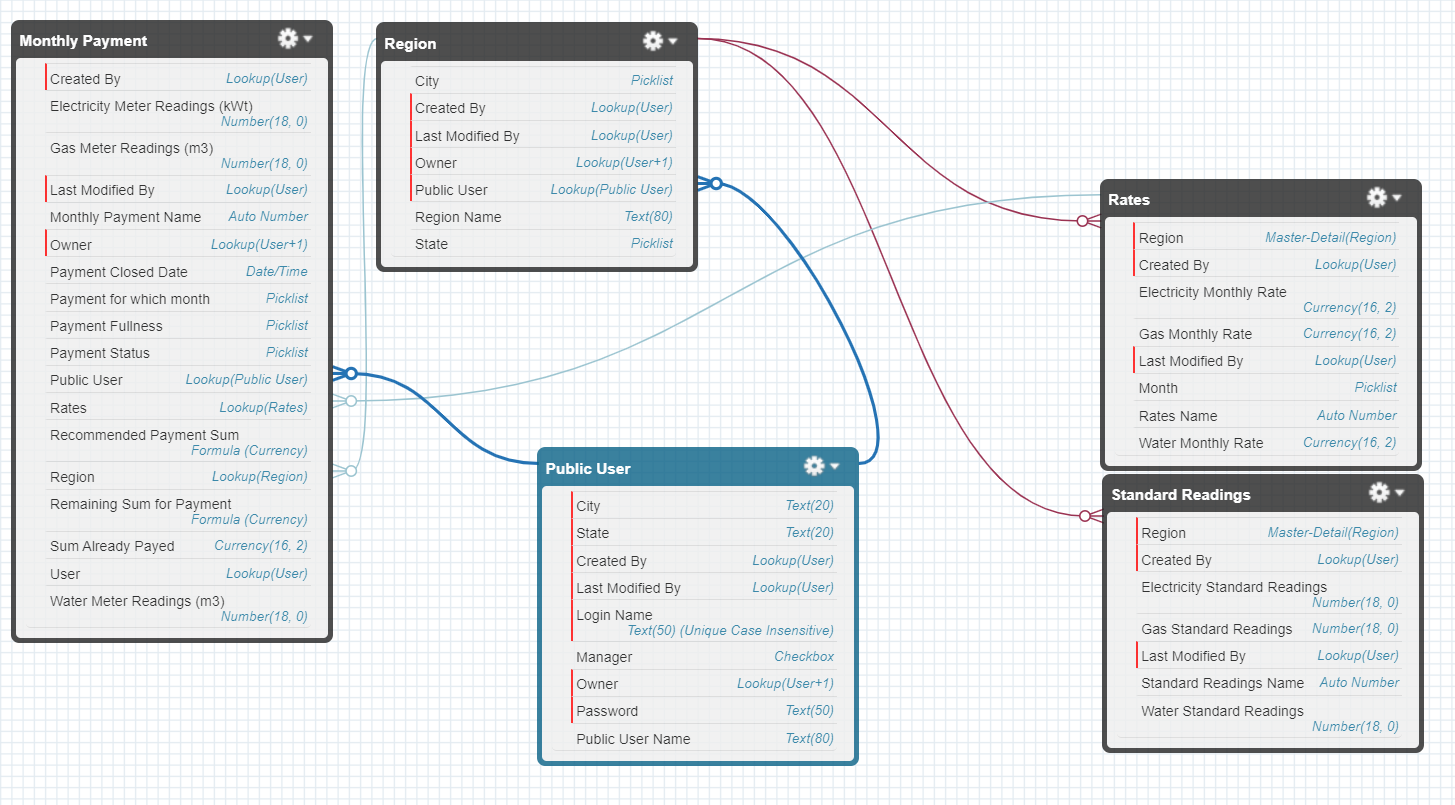 Monthly Payment
Created By Lookup(User)
Electricity Meter Readings (kWt)
Number(18, 0)
Gas Meter Readings (m3)
Number(18, 0)
Last Modified By Lookup(User)
Monthly Payment Name Auto Number
Owner Lookup(User+1)
Payment Closed Date Date/Time
Payment for which month Picklist
Payment Fullness Picklist
Payment Status Picklist
Public User Lookup(Public User)
Rates Lookup(Rates)
Recommended Payment Sum
Formula (Currency)
Region Lookup(Region)
Remaining Sum for Payment
Formula (Currency)
Sum Already Payed Currency(16, 2)
User Lookup(User)
Water Meter Readings (m3)
Number(18, 0)
Region
City Picklist
Created By Lookup(User)
Last Modified By Lookup(User)
Owner Lookup(User+1)
Public User Lookup(Public User)
Region Name Text(80)
State Picklist
Public User
City Text(20)
State Text(20)
Created By Lookup(User)
Last Modified By Lookup(User)
Login Name
Text(50) (Unique Case Insensitive)
Manager Checkbox
Owner Lookup(User+1)
Password Text(50)
Public User Name Text(80)
Rates
Region Master-Detail(Region)
Created By Lookup(User)
Electricity Monthly Rate
Currency(16, 2)
Gas Monthly Rate Currency(16, 2)
Last Modified By Lookup(User)
Month Picklist
Rates Name Auto Number
Water Monthly Rate Currency(16, 2)
Standard Readings
Region Master-Detail(Region)
Created By Lookup(User)
Electricity Standard Readings
Number(18, 0)
Gas Standard Readings Number(18, 0)
Last Modified By Lookup(User)
Standard Readings Name Auto Number
Water Standard Readings
Number(18, 0)